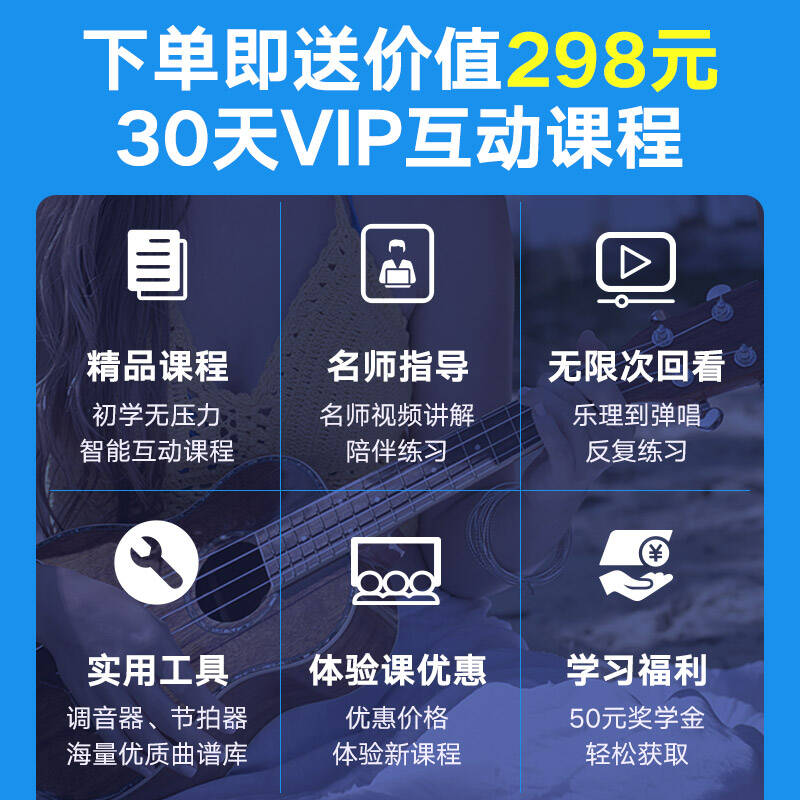 下单即送价值298元
30天VIP互动课程
精品课程
初学无压力
智能互动课程
名师指导
名师视频讲解
陪伴练习
无限次回看
乐理到弹唱
反复练习
实用工具
调音器、节拍器
海量优质曲谱库
体验课优惠
优惠价格
体验新课程
¥
学习福利
50元奖学金
轻松获取